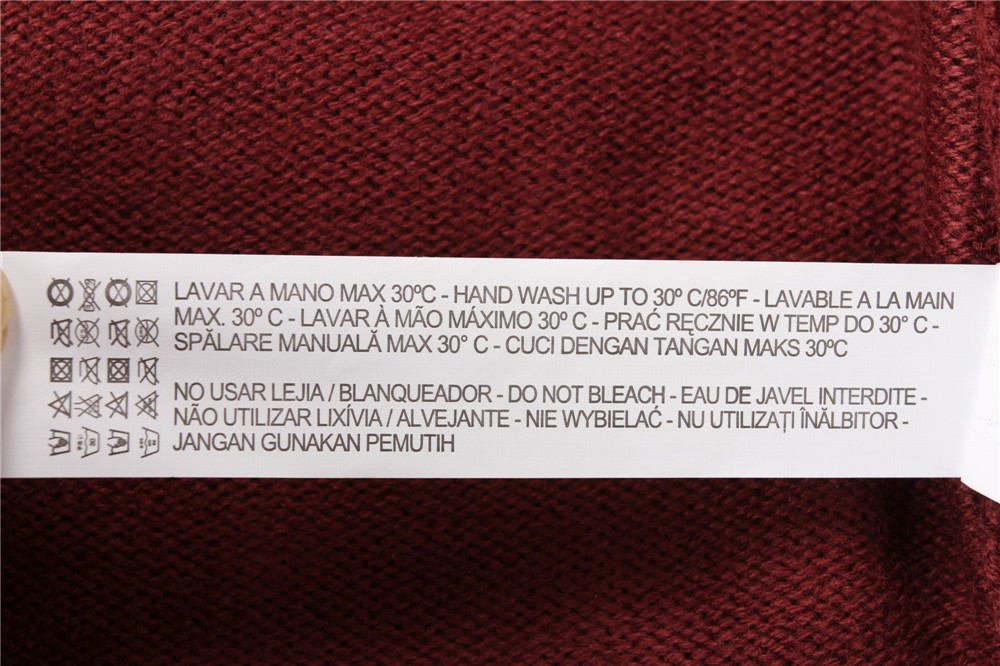 LAVAR A MANO MAX 30ºC - HAND WASH UP TO 30º C/86ºF - LAVABLE A LA MAIN
MAX. 30º C - LAVAR À MÃO MÁXIMO 30º C - PRAĆ RĘCZNIE W TEMP DO 30° C -
SPĂLARE MANUALĂ MAX 30° C - CUCI DENGAN TANGAN MAKS 30ºC
NO USAR LEJIA / BLANQUEADOR - DO NOT BLEACH - EAU DE JAVEL INTERDITE -
NÃO UTILIZAR LIXÍVIA / ALVEJANTE - NIE WYBIELAĆ - NU UTILIZAȚI ÎNĂLBITOR -
JANGAN GUNAKAN PEMUTIH